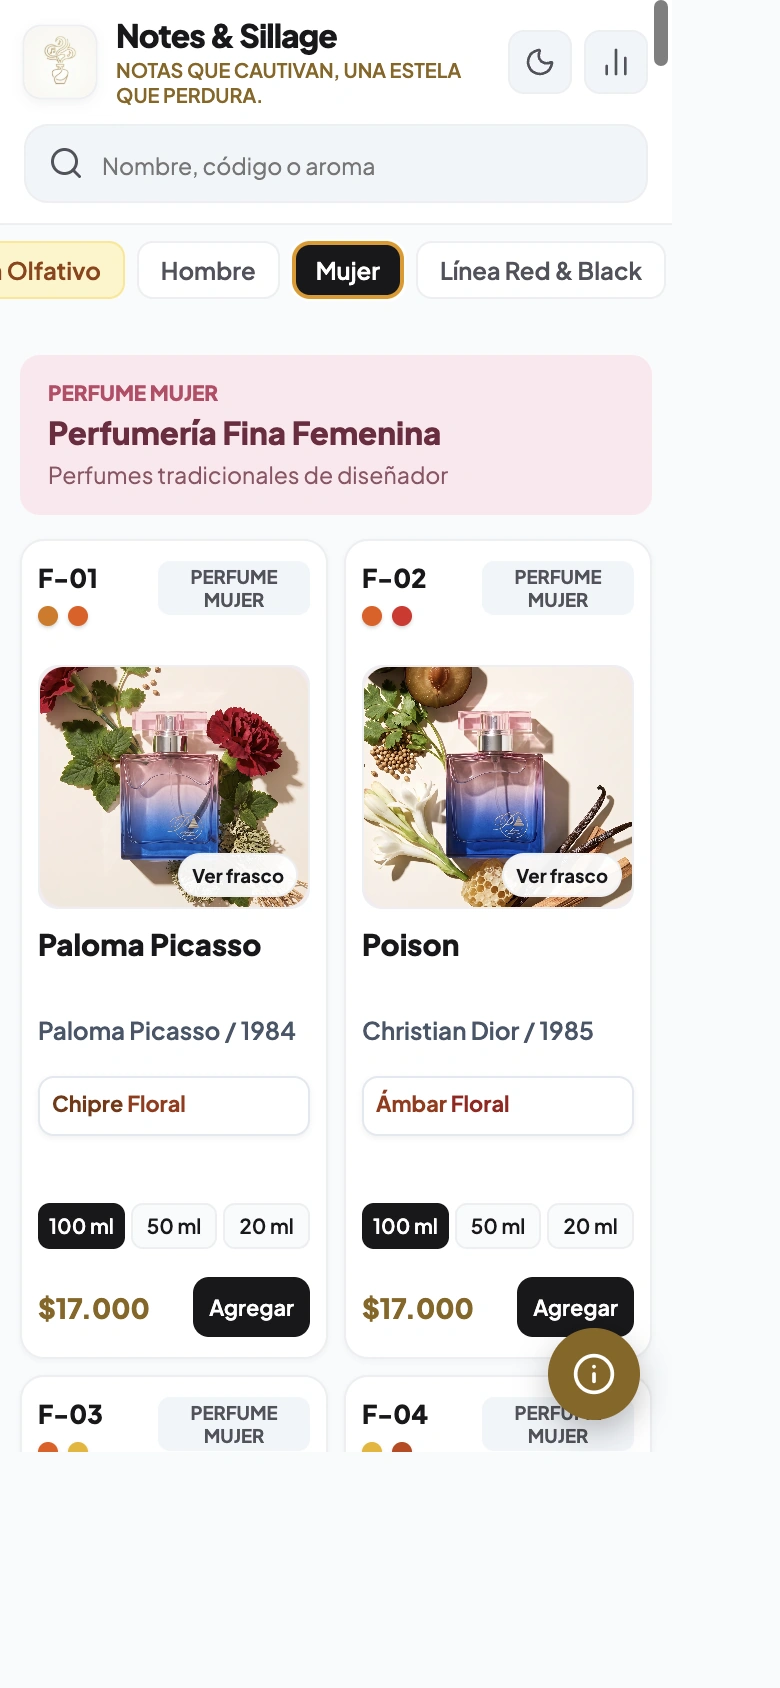 Notes & Sillage
NOTAS QUE CAUTIVAN, UNA ESTELA
QUE PERDURA.
Nombre, código o aroma
Olfativo
Hombre
Mujer
Línea Red & Black
PERFUME MUJER
Perfumería Fina Femenina
Perfumes tradicionales de diseñador
F-01
PERFUME
MUJER
Ver frasco
Paloma Picasso
Paloma Picasso / 1984
Chipre Floral
100 ml
50 ml
20 ml
$17.000
Agregar
F-02
PERFUME
MUJER
Ver frasco
Poison
Christian Dior / 1985
Ámbar Floral
100 ml
50 ml
20 ml
$17.000
Agregar
F-03
PERFUME
MUJER
F-04
PERFUME
MUJER